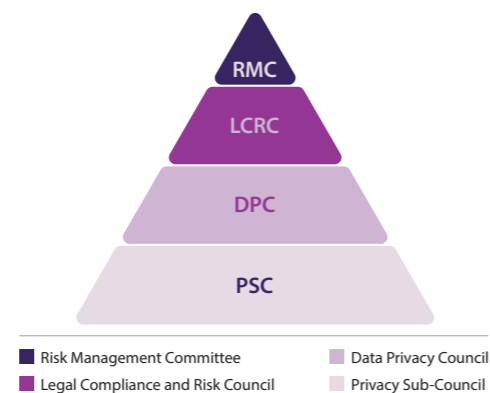 RMC
LCRC
DPC
PSC
Risk Management Committee
Data Privacy Council
Legal Compliance and Risk Council
Privacy Sub-Council